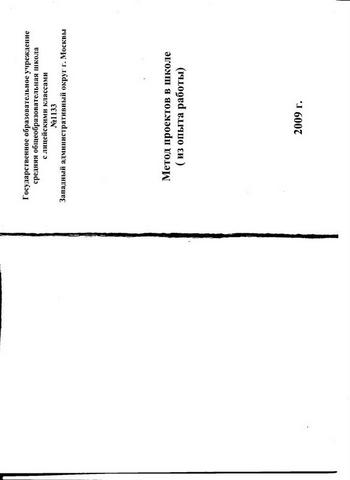 Государственное образовательное учреждение
средняя общеобразовательная школа
с лицейскими классами
№1133
Западный административный округ г. Москвы
Метод проектов в школе
( из опыта работы)
2009 г.